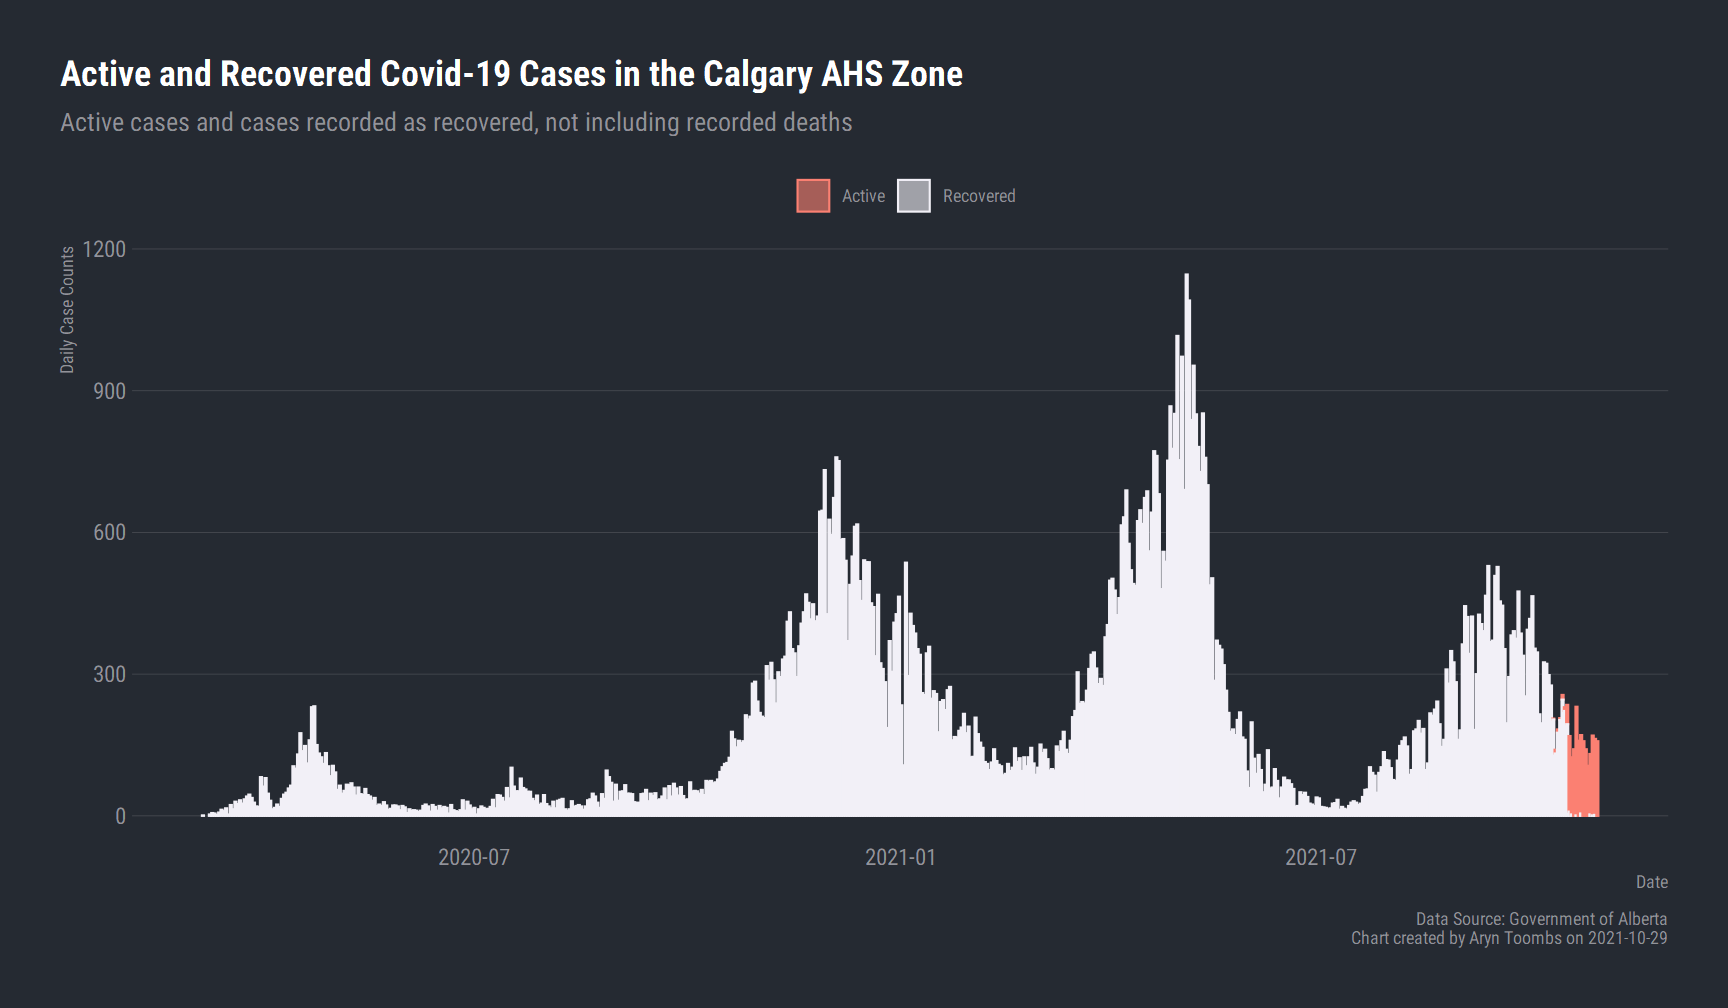 Active and Recovered Covid-19 Cases in the Calgary AHS Zone
Active cases and cases recorded as recovered, not including recorded deaths
Active
Recovered
Daily Case Counts
1200
900
600
300
0
2020-07
2021-01
2021-07
Date
Data Source: Government of Alberta
Chart created by Aryn Toombs on 2021-10-29